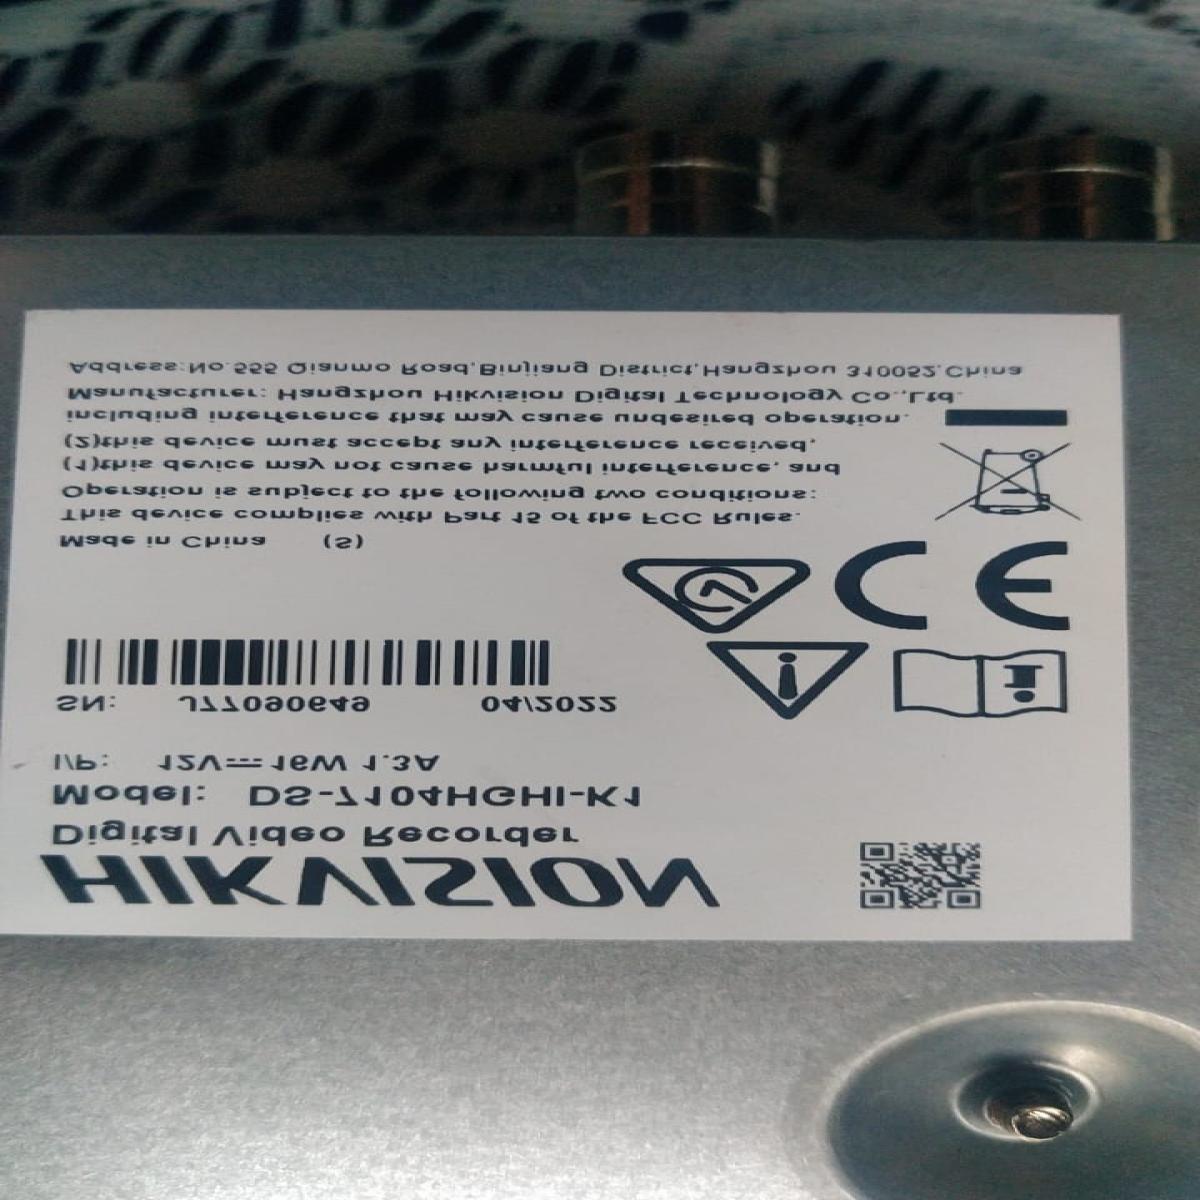 HIKVISION
Digital Video Recorder
Model: DS-7104HGHI-K1
I/P: 12V⎓16W 1.3A
SN: J77090649 04/2022
Made in China (S)
This device complies with Part 15 of the FCC Rules.
Operation is subject to the following two conditions:
(1)this device may not cause harmful interference, and
(2)this device must accept any interference received,
including interference that may cause undesired operation.
Manufacturer: Hangzhou Hikvision Digital Technology Co.,Ltd.
Address:No.555 Qianmo Road,Binjiang District,Hangzhou 310052,China
CE